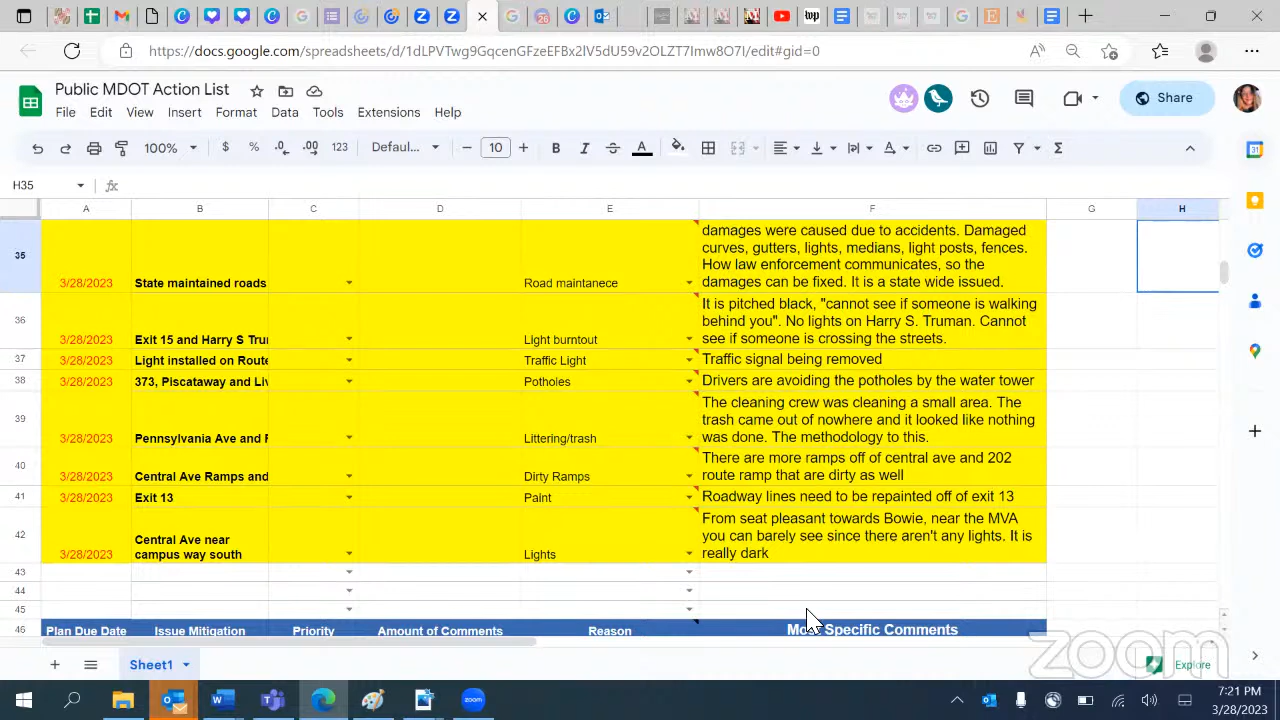 https://docs.google.com/spreadsheets/d/1dLPVTwg9GqcenGFzeEFBx2lV5dU59v2OLZT7Imw8O7I/edit#gid=0
Public MDOT Action List
File Edit View Insert Format Data Tools Extensions Help
Share
100% $ % .0 .00 123 Defaul... 10 B I A
H35 fx
A B C D E F G H
damages were caused due to accidents. Damaged
curves, gutters, lights, medians, light posts, fences.
How law enforcement communicates, so the
35 3/28/2023 State maintained roads Road maintanece damages can be fixed. It is a state wide issued.
It is pitched black, "cannot see if someone is walking
behind you". No lights on Harry S. Truman. Cannot
36 3/28/2023 Exit 15 and Harry S Tru Light burntout see if someone is crossing the streets.
37 3/28/2023 Light installed on Route Traffic Light Traffic signal being removed
38 3/28/2023 373, Piscataway and Liv Potholes Drivers are avoiding the potholes by the water tower
The cleaning crew was cleaning a small area. The
trash came out of nowhere and it looked like nothing
39 3/28/2023 Pennsylvania Ave and Littering/trash was done. The methodology to this.
There are more ramps off of central ave and 202
40 3/28/2023 Central Ave Ramps and Dirty Ramps route ramp that are dirty as well
41 3/28/2023 Exit 13 Paint Roadway lines need to be repainted off of exit 13
From seat pleasant towards Bowie, near the MVA
Central Ave near you can barely see since there aren't any lights. It is
42 3/28/2023 campus way south Lights really dark
43
44
45
46 Plan Due Date Issue Mitigation Priority Amount of Comments Reason Specific Comments
zoom
Sheet1 Explore
7:21 PM
3/28/2023